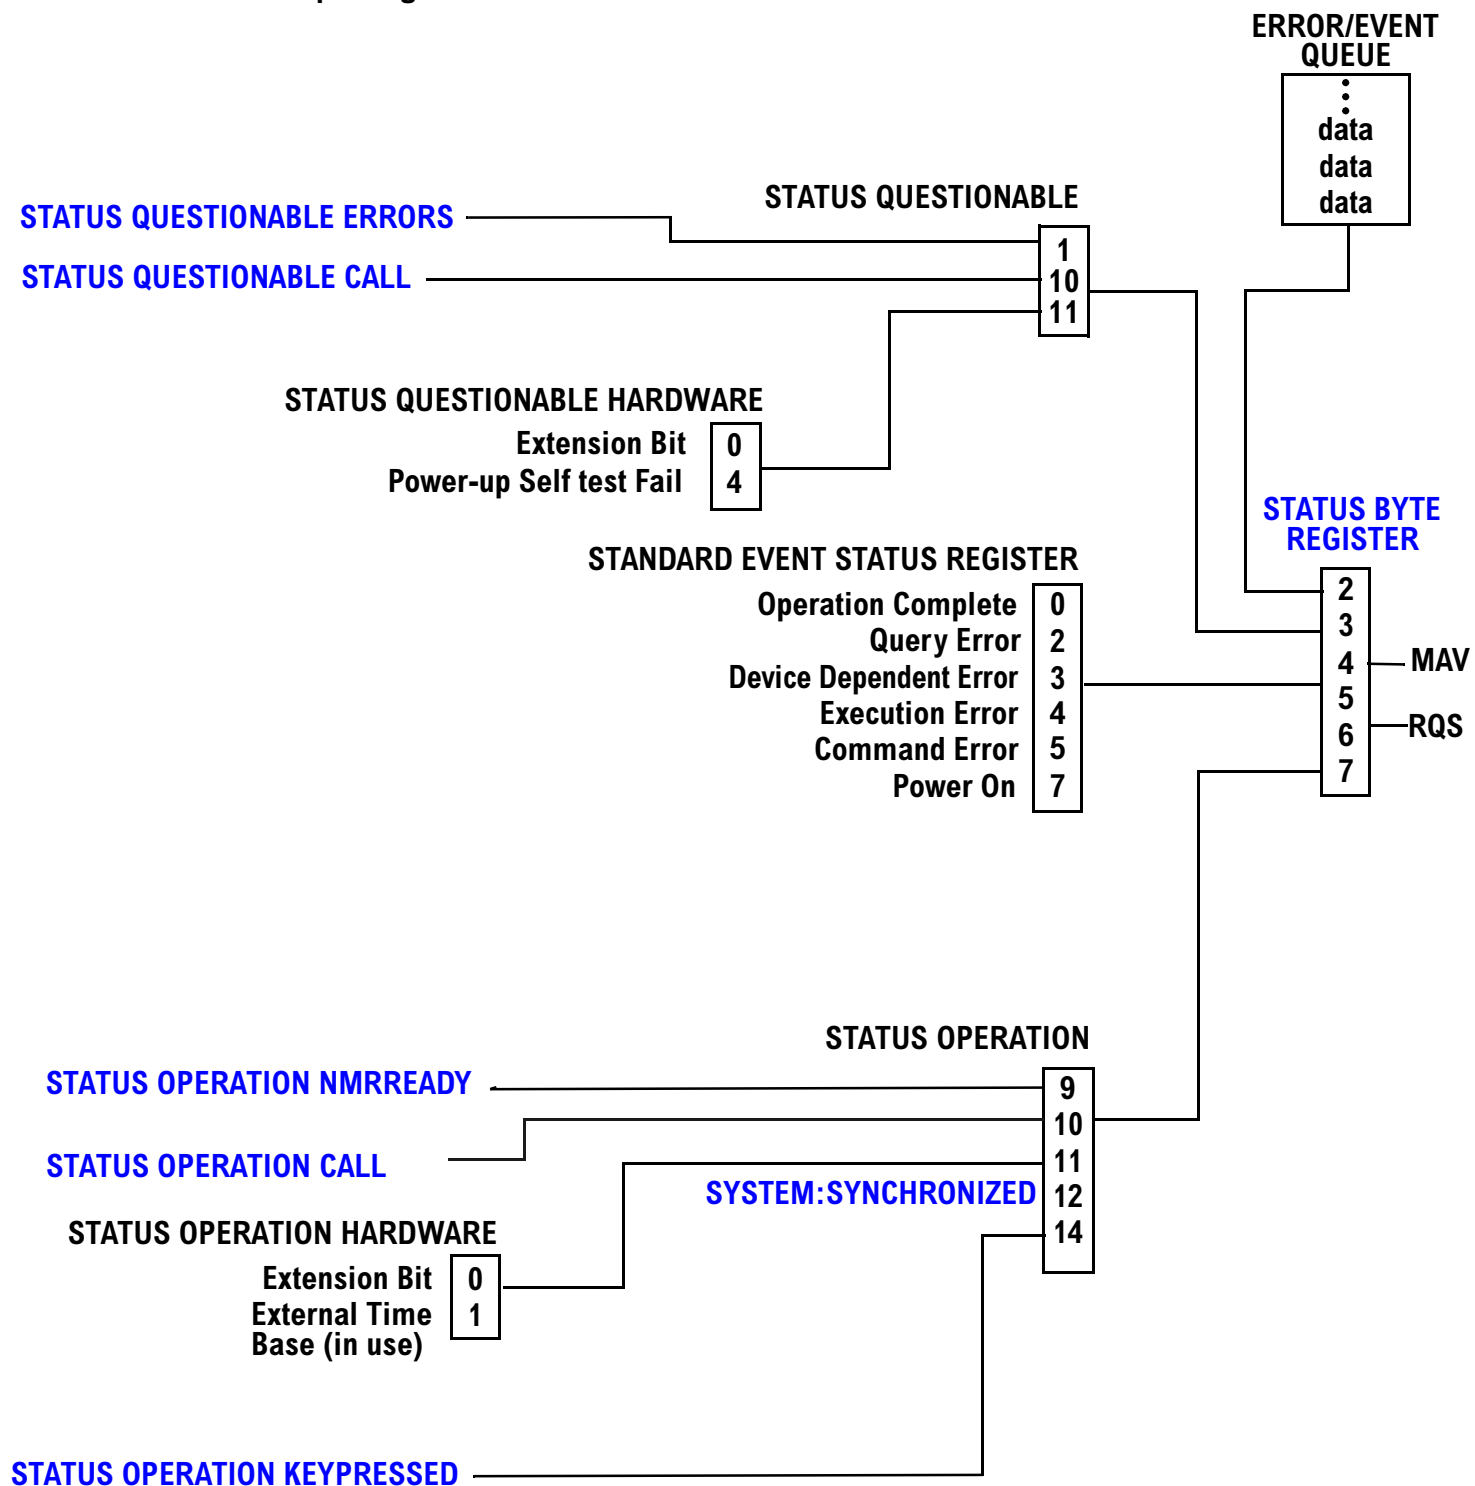 ERROR/EVENT
QUEUE
data
data
data
STATUS QUESTIONABLE
STATUS QUESTIONABLE ERRORS
1
STATUS QUESTIONABLE CALL
10
11
STATUS QUESTIONABLE HARDWARE
Extension Bit 0
Power-up Self test Fail 4
STATUS BYTE
REGISTER
2
3
4 MAV
5
6 RQS
7
STANDARD EVENT STATUS REGISTER
Operation Complete 0
Query Error 2
Device Dependent Error 3
Execution Error 4
Command Error 5
Power On 7
STATUS OPERATION
STATUS OPERATION NMRREADY
9
10
STATUS OPERATION CALL
11
SYSTEM:SYNCHRONIZED 12
14
STATUS OPERATION HARDWARE
Extension Bit 0
External Time 1
Base (in use)
STATUS OPERATION KEYPRESSED